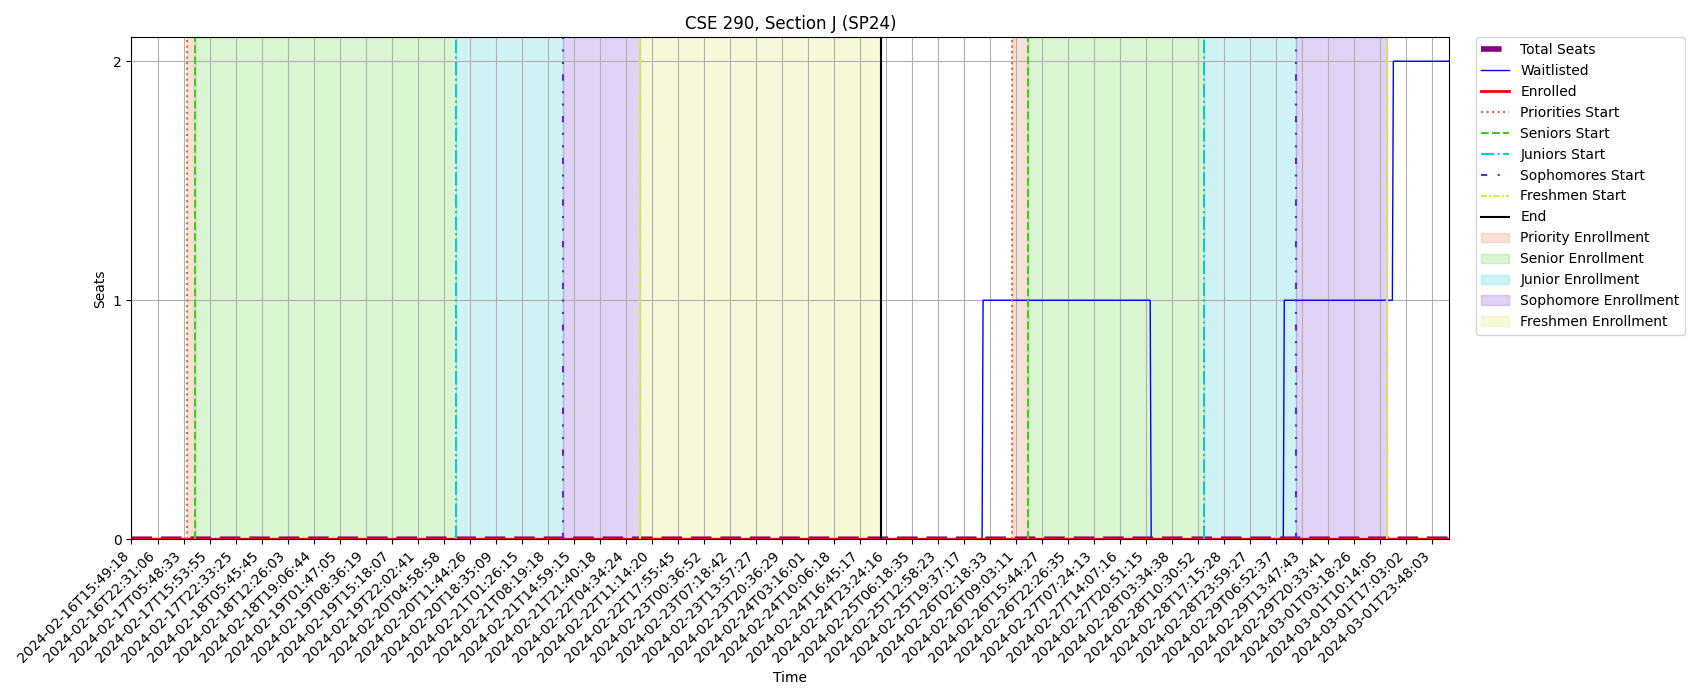 CSE 290, Section J (SP24)
Total Seats
Waitlisted
Enrolled
Priorities Start
Seniors Start
Juniors Start
Sophomores Start
Freshmen Start
End
Priority Enrollment
Senior Enrollment
Junior Enrollment
Sophomore Enrollment
Freshmen Enrollment
Seats
2
1
0
2024-02-16T15:49:18
2024-02-16T22:31:06
2024-02-17T05:48:33
2024-02-17T15:53:55
2024-02-17T22:33:25
2024-02-18T05:45:45
2024-02-18T12:26:03
2024-02-18T19:06:44
2024-02-19T01:47:05
2024-02-19T08:36:19
2024-02-19T15:18:07
2024-02-19T22:02:41
2024-02-20T04:58:58
2024-02-20T11:44:26
2024-02-20T18:35:09
2024-02-21T01:26:15
2024-02-21T08:19:18
2024-02-21T14:59:15
2024-02-21T21:40:18
2024-02-22T04:34:24
2024-02-22T11:14:20
2024-02-22T17:55:45
2024-02-23T00:36:52
2024-02-23T07:18:42
2024-02-23T13:57:27
2024-02-23T20:36:29
2024-02-24T03:16:01
2024-02-24T10:06:18
2024-02-24T16:45:17
2024-02-24T23:24:16
2024-02-25T06:18:35
2024-02-25T12:58:23
2024-02-25T19:37:17
2024-02-26T02:18:33
2024-02-26T09:03:11
2024-02-26T15:44:27
2024-02-26T22:26:35
2024-02-27T07:24:13
2024-02-27T14:07:16
2024-02-27T20:51:15
2024-02-28T03:34:38
2024-02-28T10:30:52
2024-02-28T17:15:28
2024-02-28T23:59:27
2024-02-29T06:52:37
2024-02-29T13:47:43
2024-02-29T20:33:41
2024-03-01T03:18:26
2024-03-01T10:14:05
2024-03-01T17:03:02
2024-03-01T23:48:03
Time